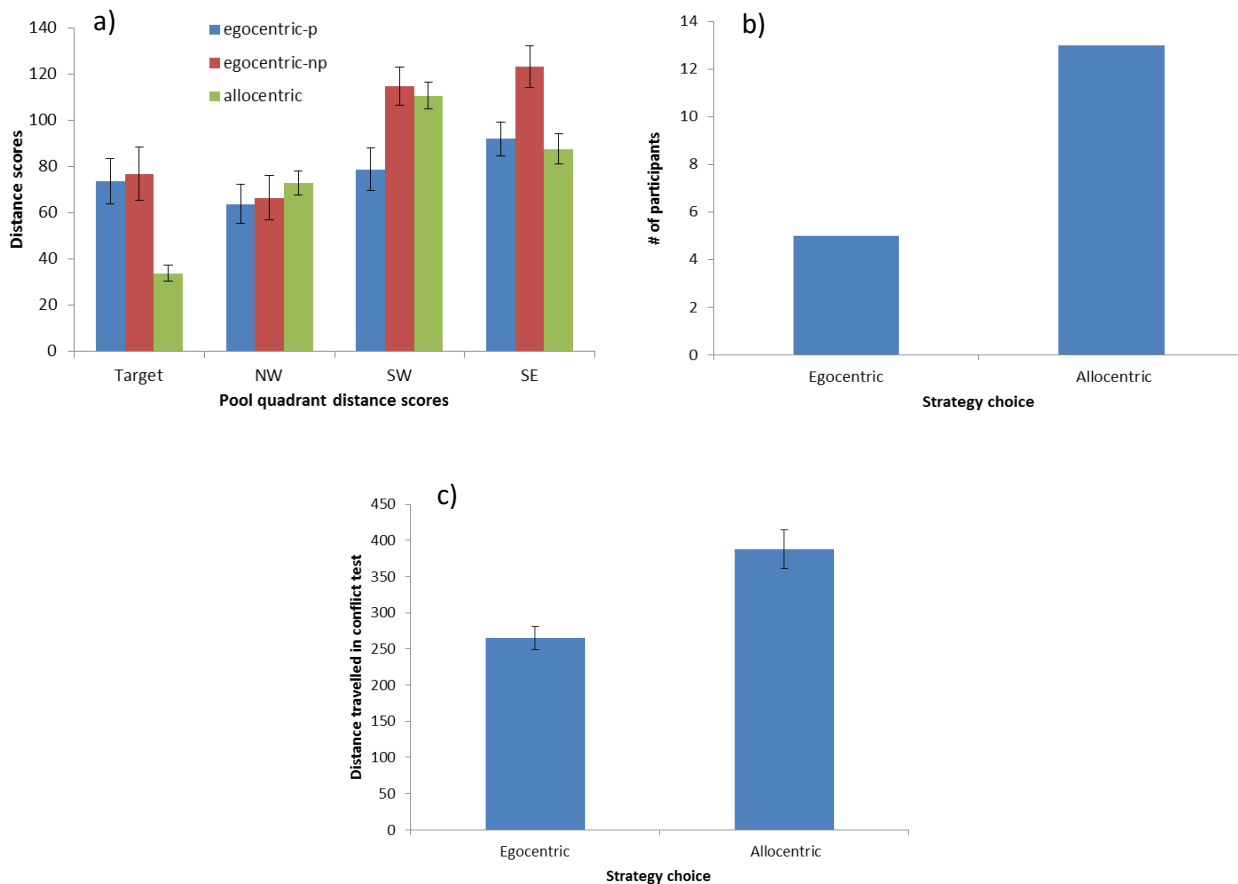 a)
egocentric-p
egocentric-np
allocentric
140
120
100
80
60
40
20
0
Distance scores
Target NW SW SE
Pool quadrant distance scores
b)
14
12
10
8
6
4
2
0
# of participants
Egocentric Allocentric
Strategy choice
c)
450
400
350
300
250
200
150
100
50
0
Distance travelled in conflict test
Egocentric Allocentric
Strategy choice